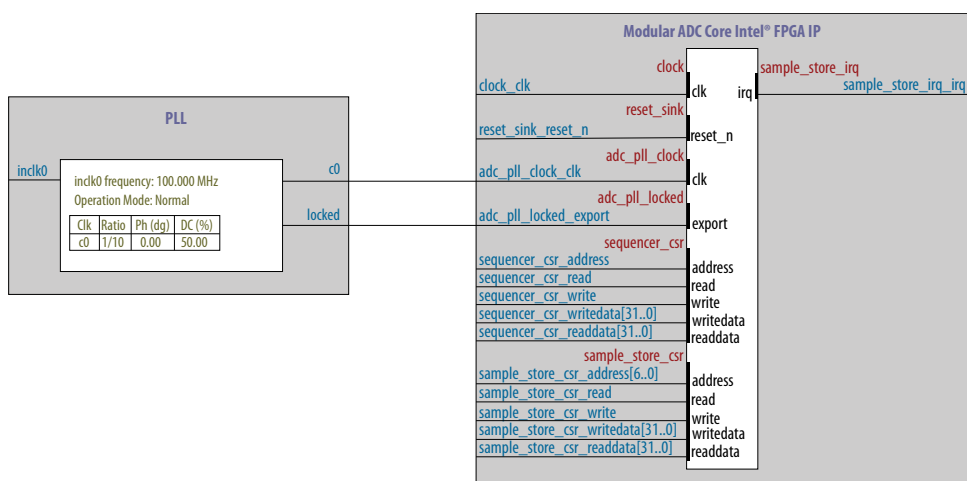 Modular ADC Core Intel® FPGA IP
clock
sample_store_irq
clock_clk
clk
irq
sample_store_irq_irq
reset_sink
reset_sink_reset_n
reset_n
PLL
inclk0
inclk0 frequency: 100.000 MHz
Operation Mode: Normal
Clk Ratio Ph (dg) DC (%)
c0 1/10 0.00 50.00
c0
locked
adc_pll_clock
adc_pll_clock_clk
clk
adc_pll_locked
adc_pll_locked_export
export
sequencer_csr
sequencer_csr_address
address
sequencer_csr_read
read
sequencer_csr_write
write
sequencer_csr_writedata[31..0]
writedata
sequencer_csr_readdata[31..0]
readdata
sample_store_csr
sample_store_csr_address[6..0]
address
sample_store_csr_read
read
sample_store_csr_write
write
sample_store_csr_writedata[31..0]
writedata
sample_store_csr_readdata[31..0]
readdata